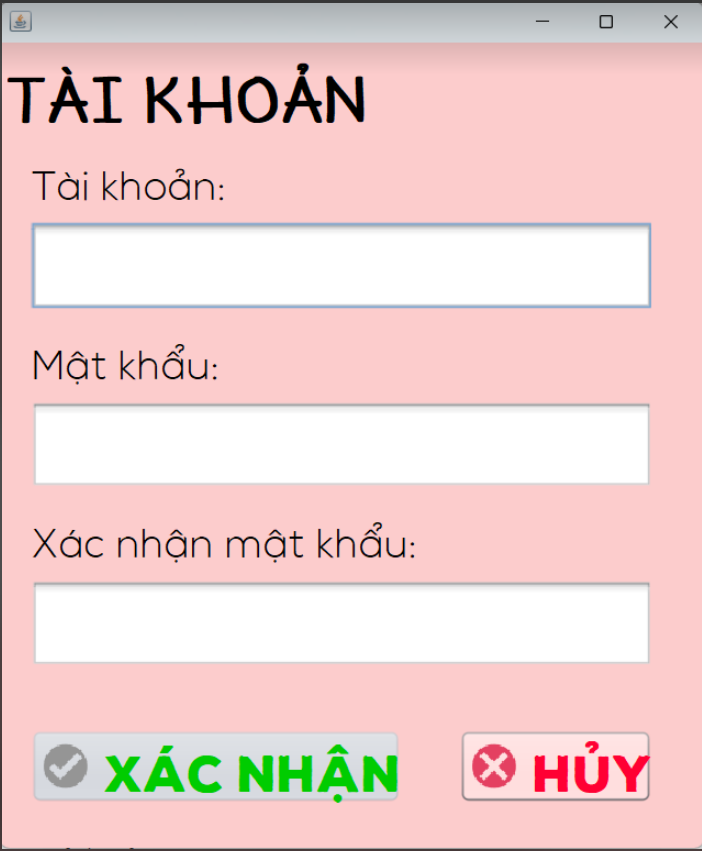 TÀI KHOẢN
Tài khoản:
Mật khẩu:
Xác nhận mật khẩu:
XÁC NHẬN HỦY